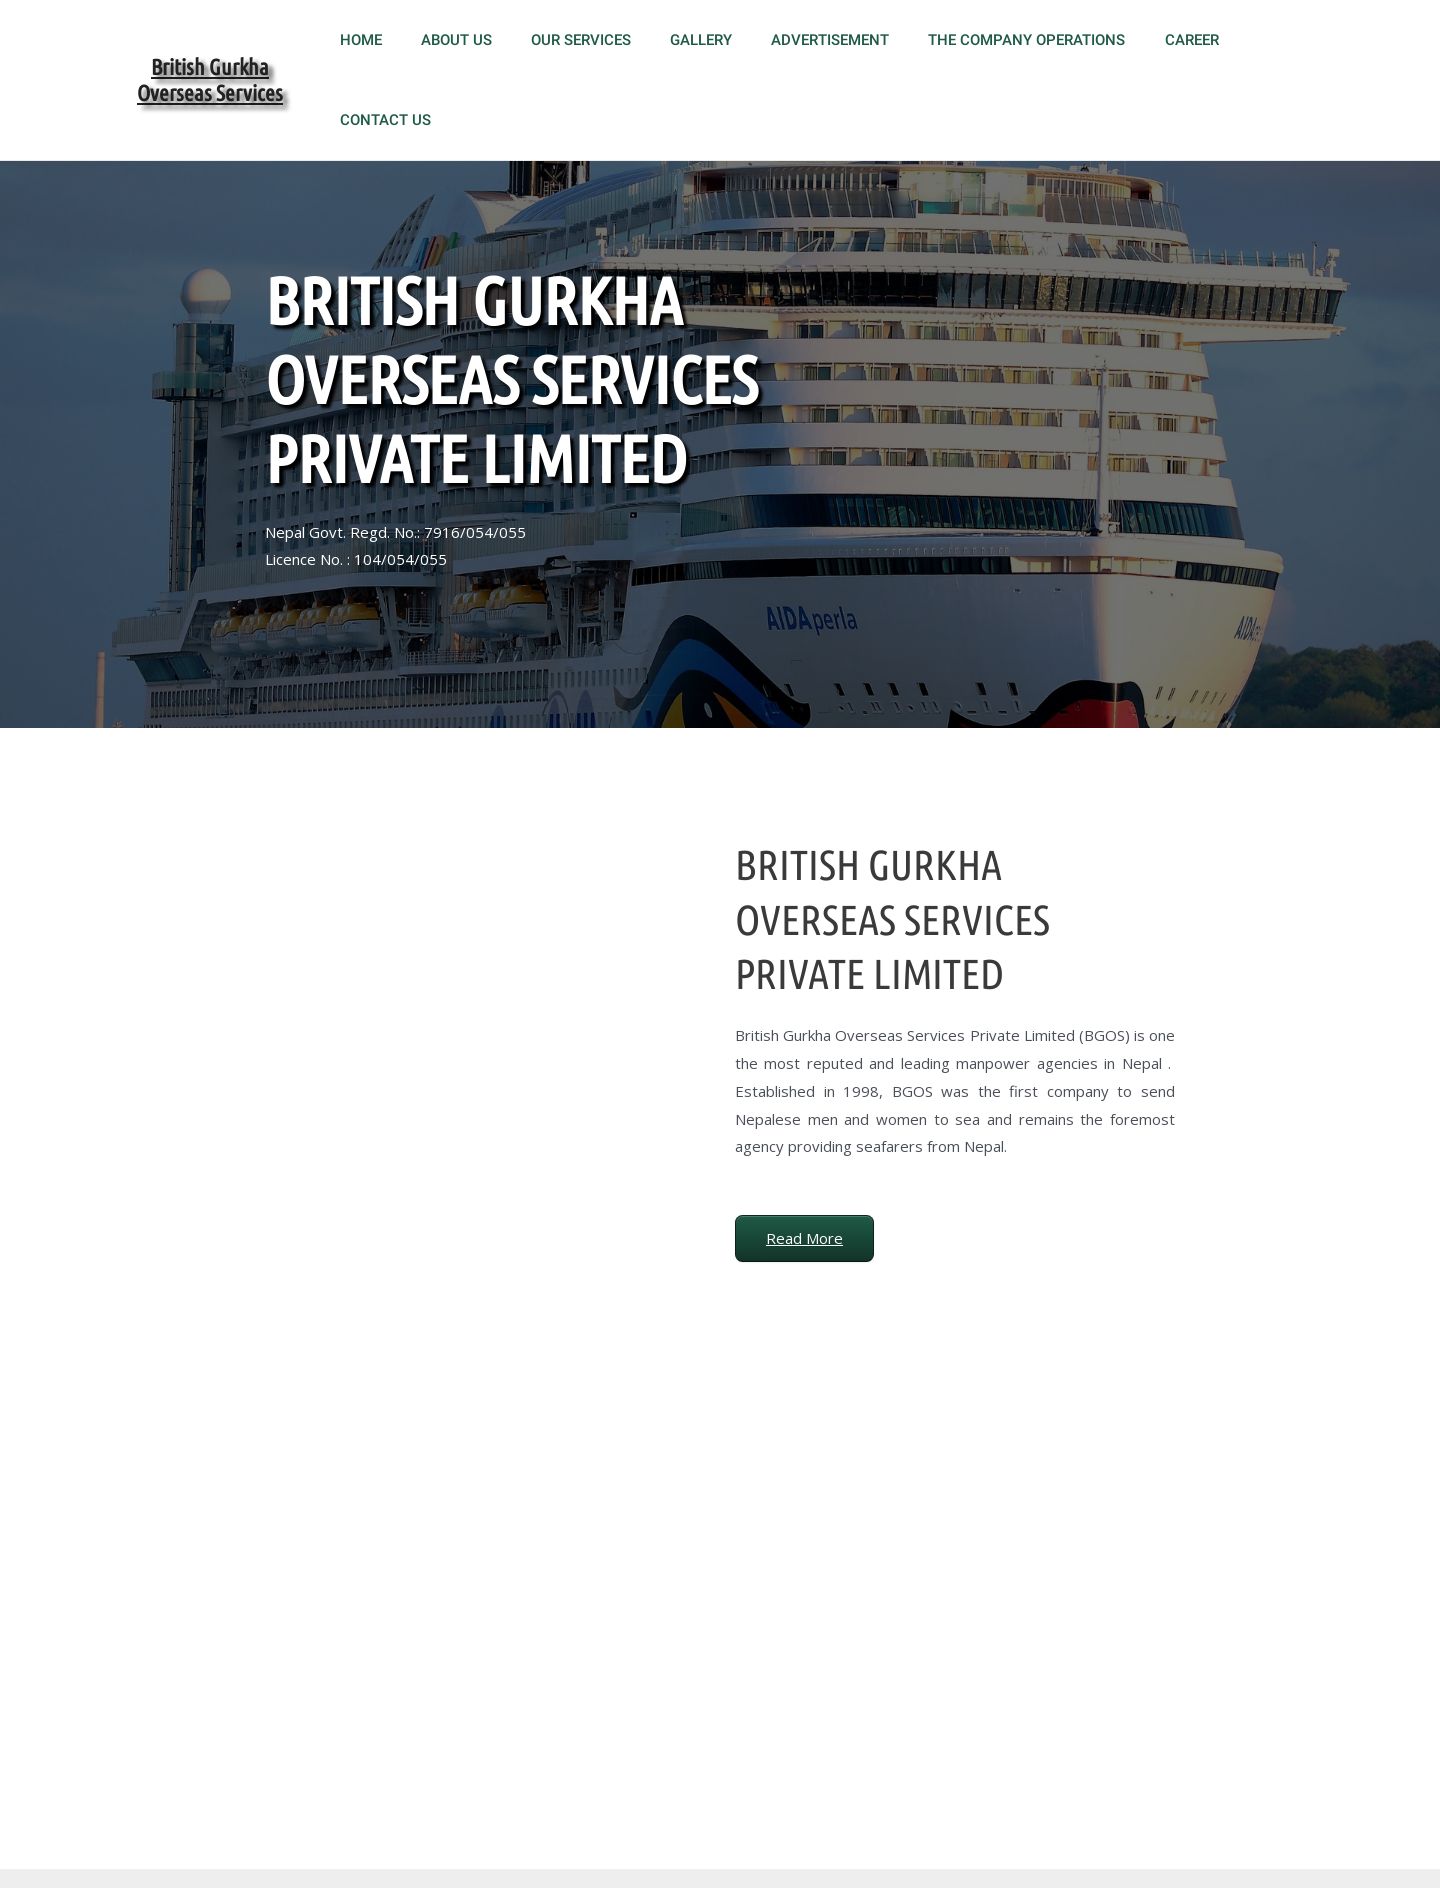 HOME ABOUT US OUR SERVICES GALLERY ADVERTISEMENT THE COMPANY OPERATIONS CAREER
British Gurkha
Overseas Services
CONTACT US
BRITISH GURKHA
OVERSEAS SERVICES
PRIVATE LIMITED
Nepal Govt. Regd. No.: 7916/054/055
Licence No. : 104/054/055
AIDAperla
BRITISH GURKHA
OVERSEAS SERVICES
PRIVATE LIMITED
British Gurkha Overseas Services Private Limited (BGOS) is one
the most reputed and leading manpower agencies in Nepal .
Established in 1998, BGOS was the first company to send
Nepalese men and women to sea and remains the foremost
agency providing seafarers from Nepal.
Read More